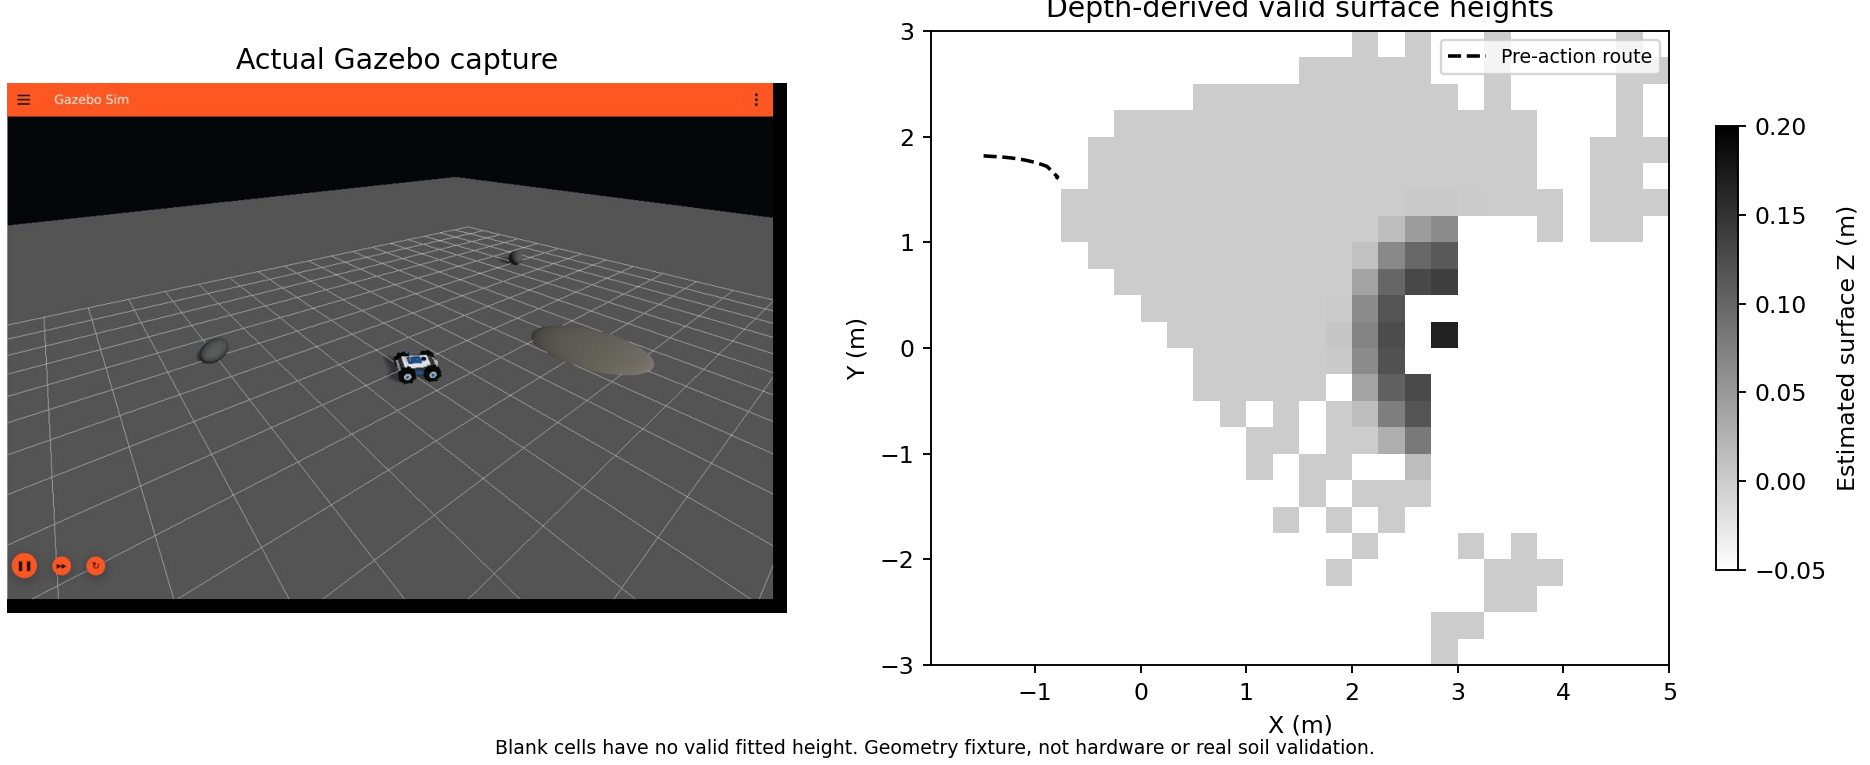 Actual Gazebo capture
Gazebo Sim
Depth-derived valid surface heights
Pre-action route
3
2
1
0
−1
−2
−3
Y (m)
−1
0
1
2
3
4
5
X (m)
0.20
0.15
0.10
0.05
0.00
−0.05
Estimated surface Z (m)
Blank cells have no valid fitted height. Geometry fixture, not hardware or real soil validation.